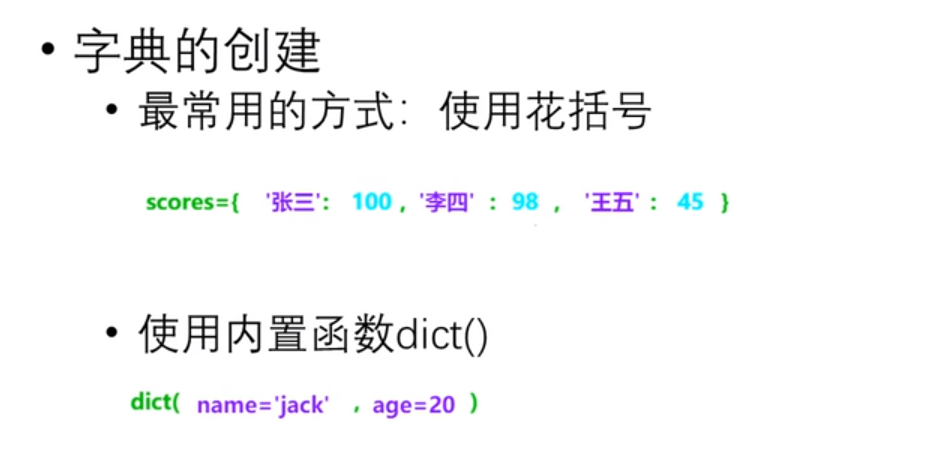 • 字典的创建
• 最常用的方式：使用花括号
scores={ '张三': 100 , '李四' : 98 , '王五' : 45 }
• 使用内置函数dict()
dict( name='jack' , age=20 )